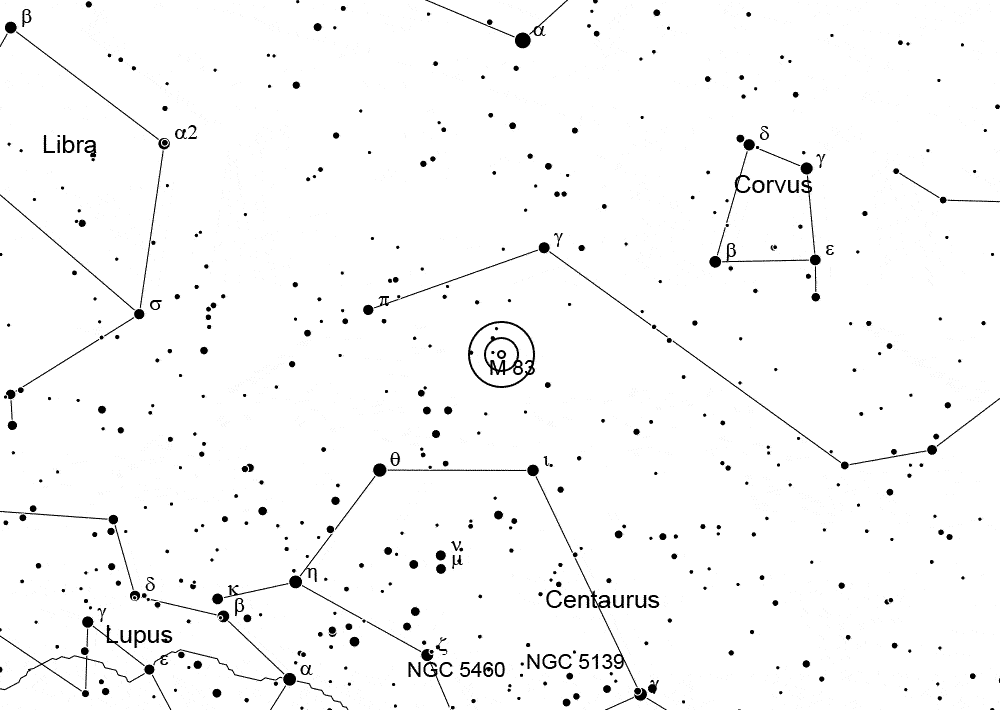 β
α
α2
Libra
δ
γ
Corvus
β
ε
γ
π
σ
M 83
θ
ι
ν
μ
η
κ
β
δ
Centaurus
γ
Lupus
ζ
ε
α
NGC 5460
NGC 5139
γ